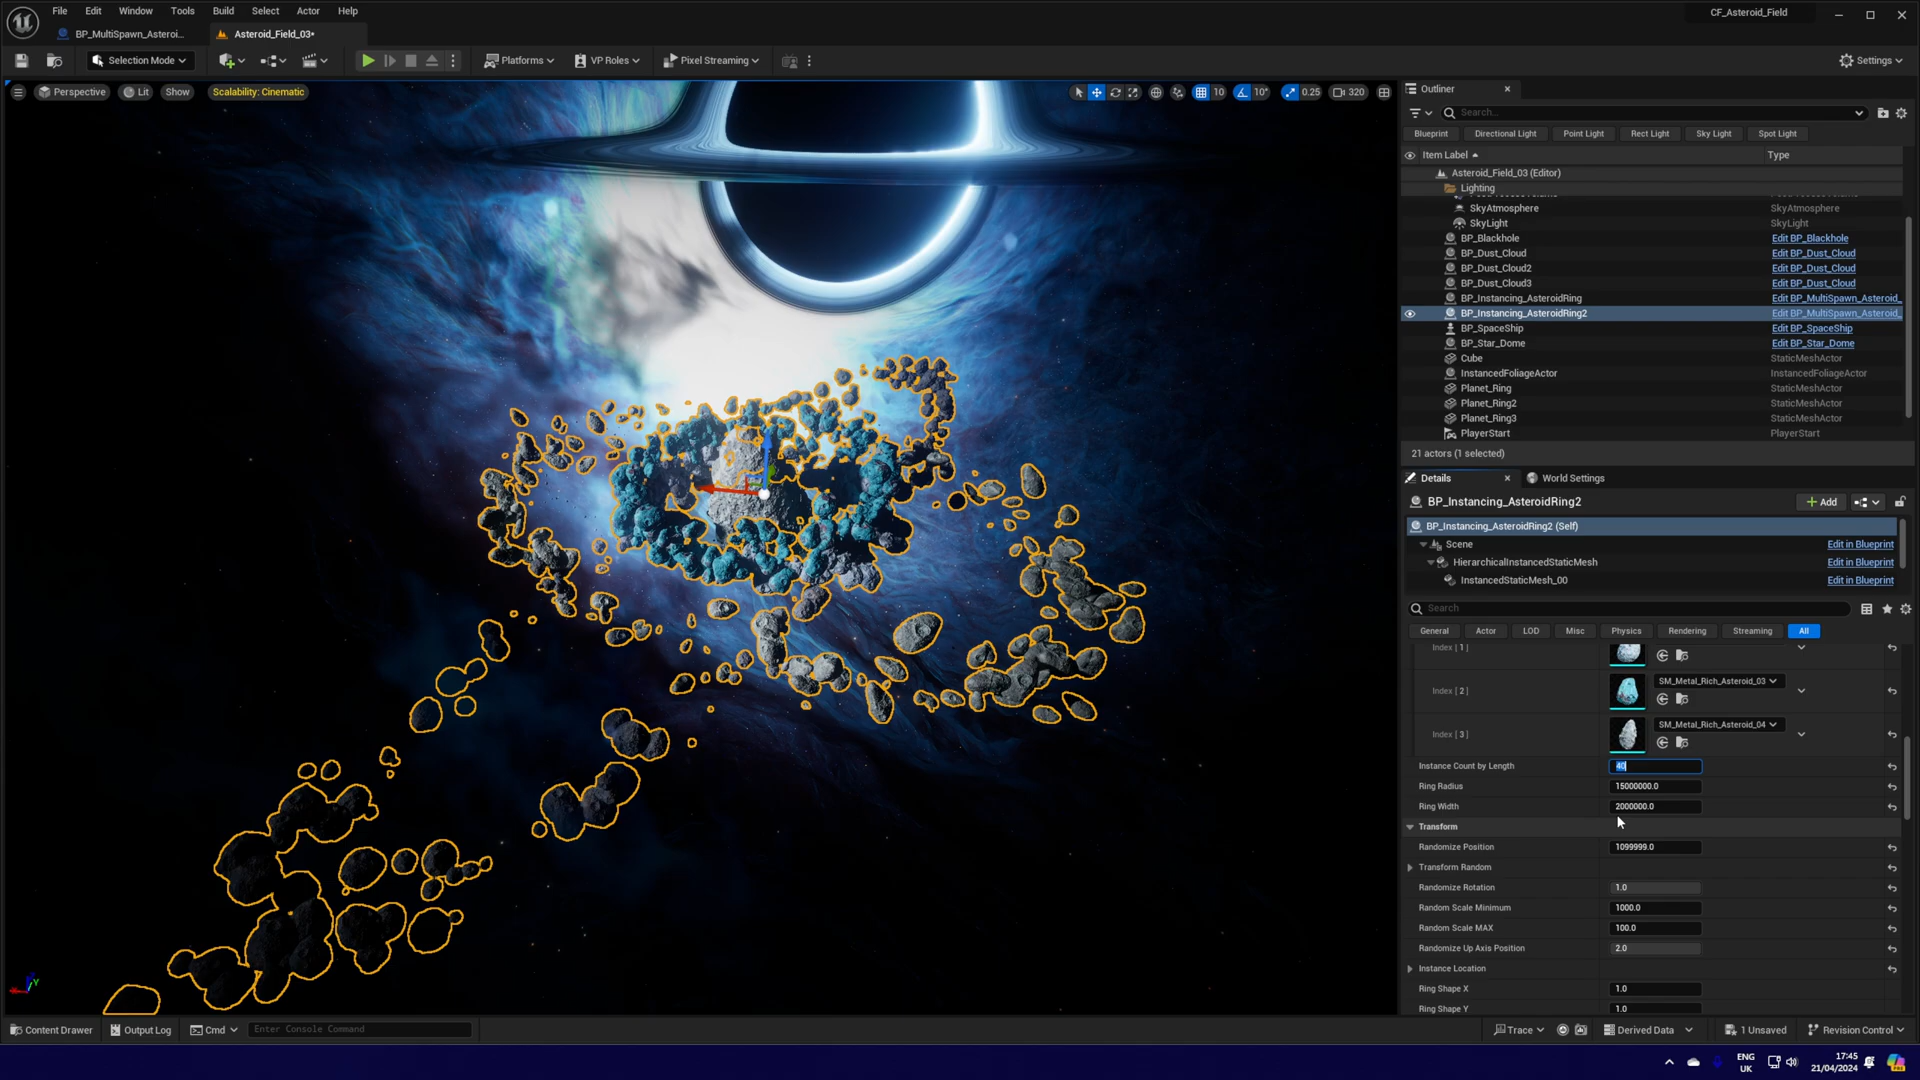 File Edit Window Tools Build Select Actor Help
CF_Asteroid_Field
BP_MultiSpawn_Asteroi... Asteroid_Field_03*
Selection Mode Platforms VP Roles Pixel Streaming Settings
Perspective Lit Show Scalability: Cinematic 10 10° 0.25 320
Outliner
Search...
Blueprint Directional Light Point Light Rect Light Sky Light Spot Light
Item Label Type
Asteroid_Field_03 (Editor)
Lighting
SkyAtmosphere SkyAtmosphere
SkyLight SkyLight
BP_Blackhole Edit BP_Blackhole
BP_Dust_Cloud Edit BP_Dust_Cloud
BP_Dust_Cloud2 Edit BP_Dust_Cloud
BP_Dust_Cloud3 Edit BP_Dust_Cloud
BP_Instancing_AsteroidRing Edit BP_MultiSpawn_Asteroid_
BP_Instancing_AsteroidRing2 Edit BP_MultiSpawn_Asteroid_
BP_SpaceShip Edit BP_SpaceShip
BP_Star_Dome Edit BP_Star_Dome
Cube StaticMeshActor
InstancedFoliageActor InstancedFoliageActor
Planet_Ring StaticMeshActor
Planet_Ring2 StaticMeshActor
Planet_Ring3 StaticMeshActor
PlayerStart PlayerStart
21 actors (1 selected)
Details World Settings
BP_Instancing_AsteroidRing2 Add
BP_Instancing_AsteroidRing2 (Self)
Scene Edit in Blueprint
HierarchicalInstancedStaticMesh Edit in Blueprint
InstancedStaticMesh_00 Edit in Blueprint
Search
General Actor LOD Misc Physics Rendering Streaming All
Index [ 1 ]
Index [ 2 ] SM_Metal_Rich_Asteroid_03
Index [ 3 ] SM_Metal_Rich_Asteroid_04
Instance Count by Length 40
Ring Radius 15000000.0
Ring Width 2000000.0
Transform
Randomize Position 1099999.0
Transform Random
Randomize Rotation 1.0
Random Scale Minimum 1000.0
Random Scale MAX 100.0
Randomize Up Axis Position 2.0
Instance Location
Ring Shape X 1.0
Ring Shape Y 1.0
Content Drawer Output Log Cmd Enter Console Command Trace Derived Data 1 Unsaved Revision Control
ENG
UK
17:45
21/04/2024